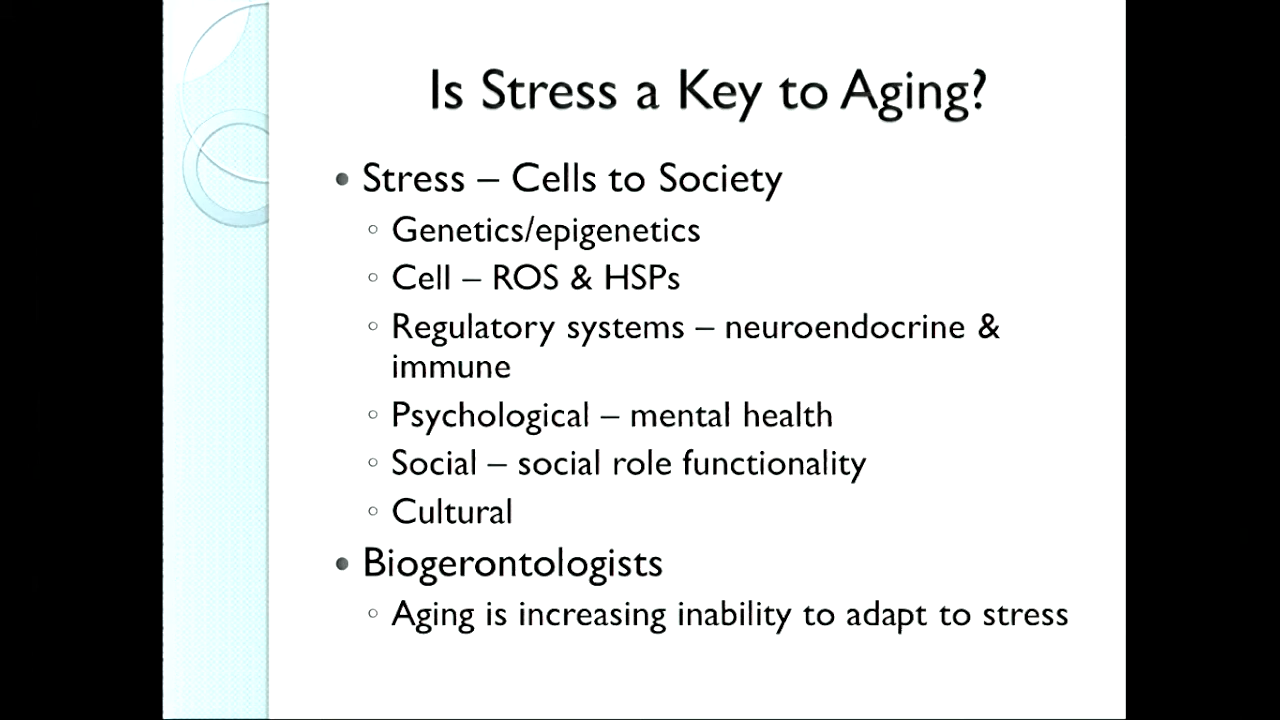 Is Stress a Key to Aging?
• Stress – Cells to Society
◦ Genetics/epigenetics
◦ Cell – ROS & HSPs
◦ Regulatory systems – neuroendocrine &
immune
◦ Psychological – mental health
◦ Social – social role functionality
◦ Cultural
• Biogerontologists
◦ Aging is increasing inability to adapt to stress